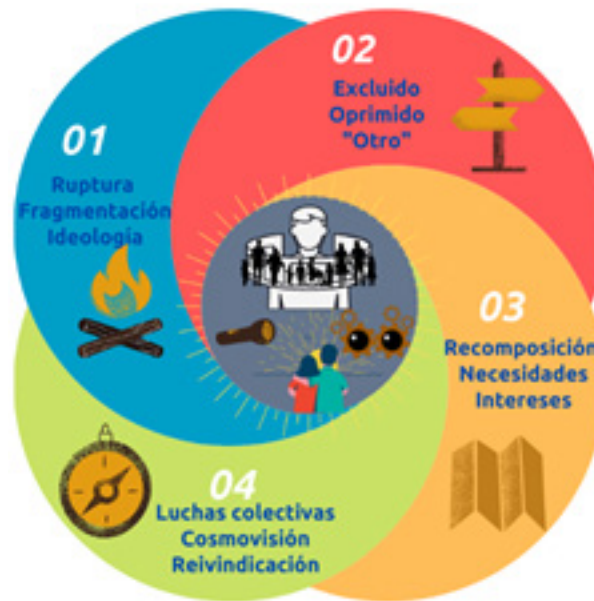 01
Ruptura
Fragmentación
Ideología
02
Excluido
Oprimido
"Otro"
03
Recomposición
Necesidades
Intereses
04
Luchas colectivas
Cosmovisión
Reivindicación